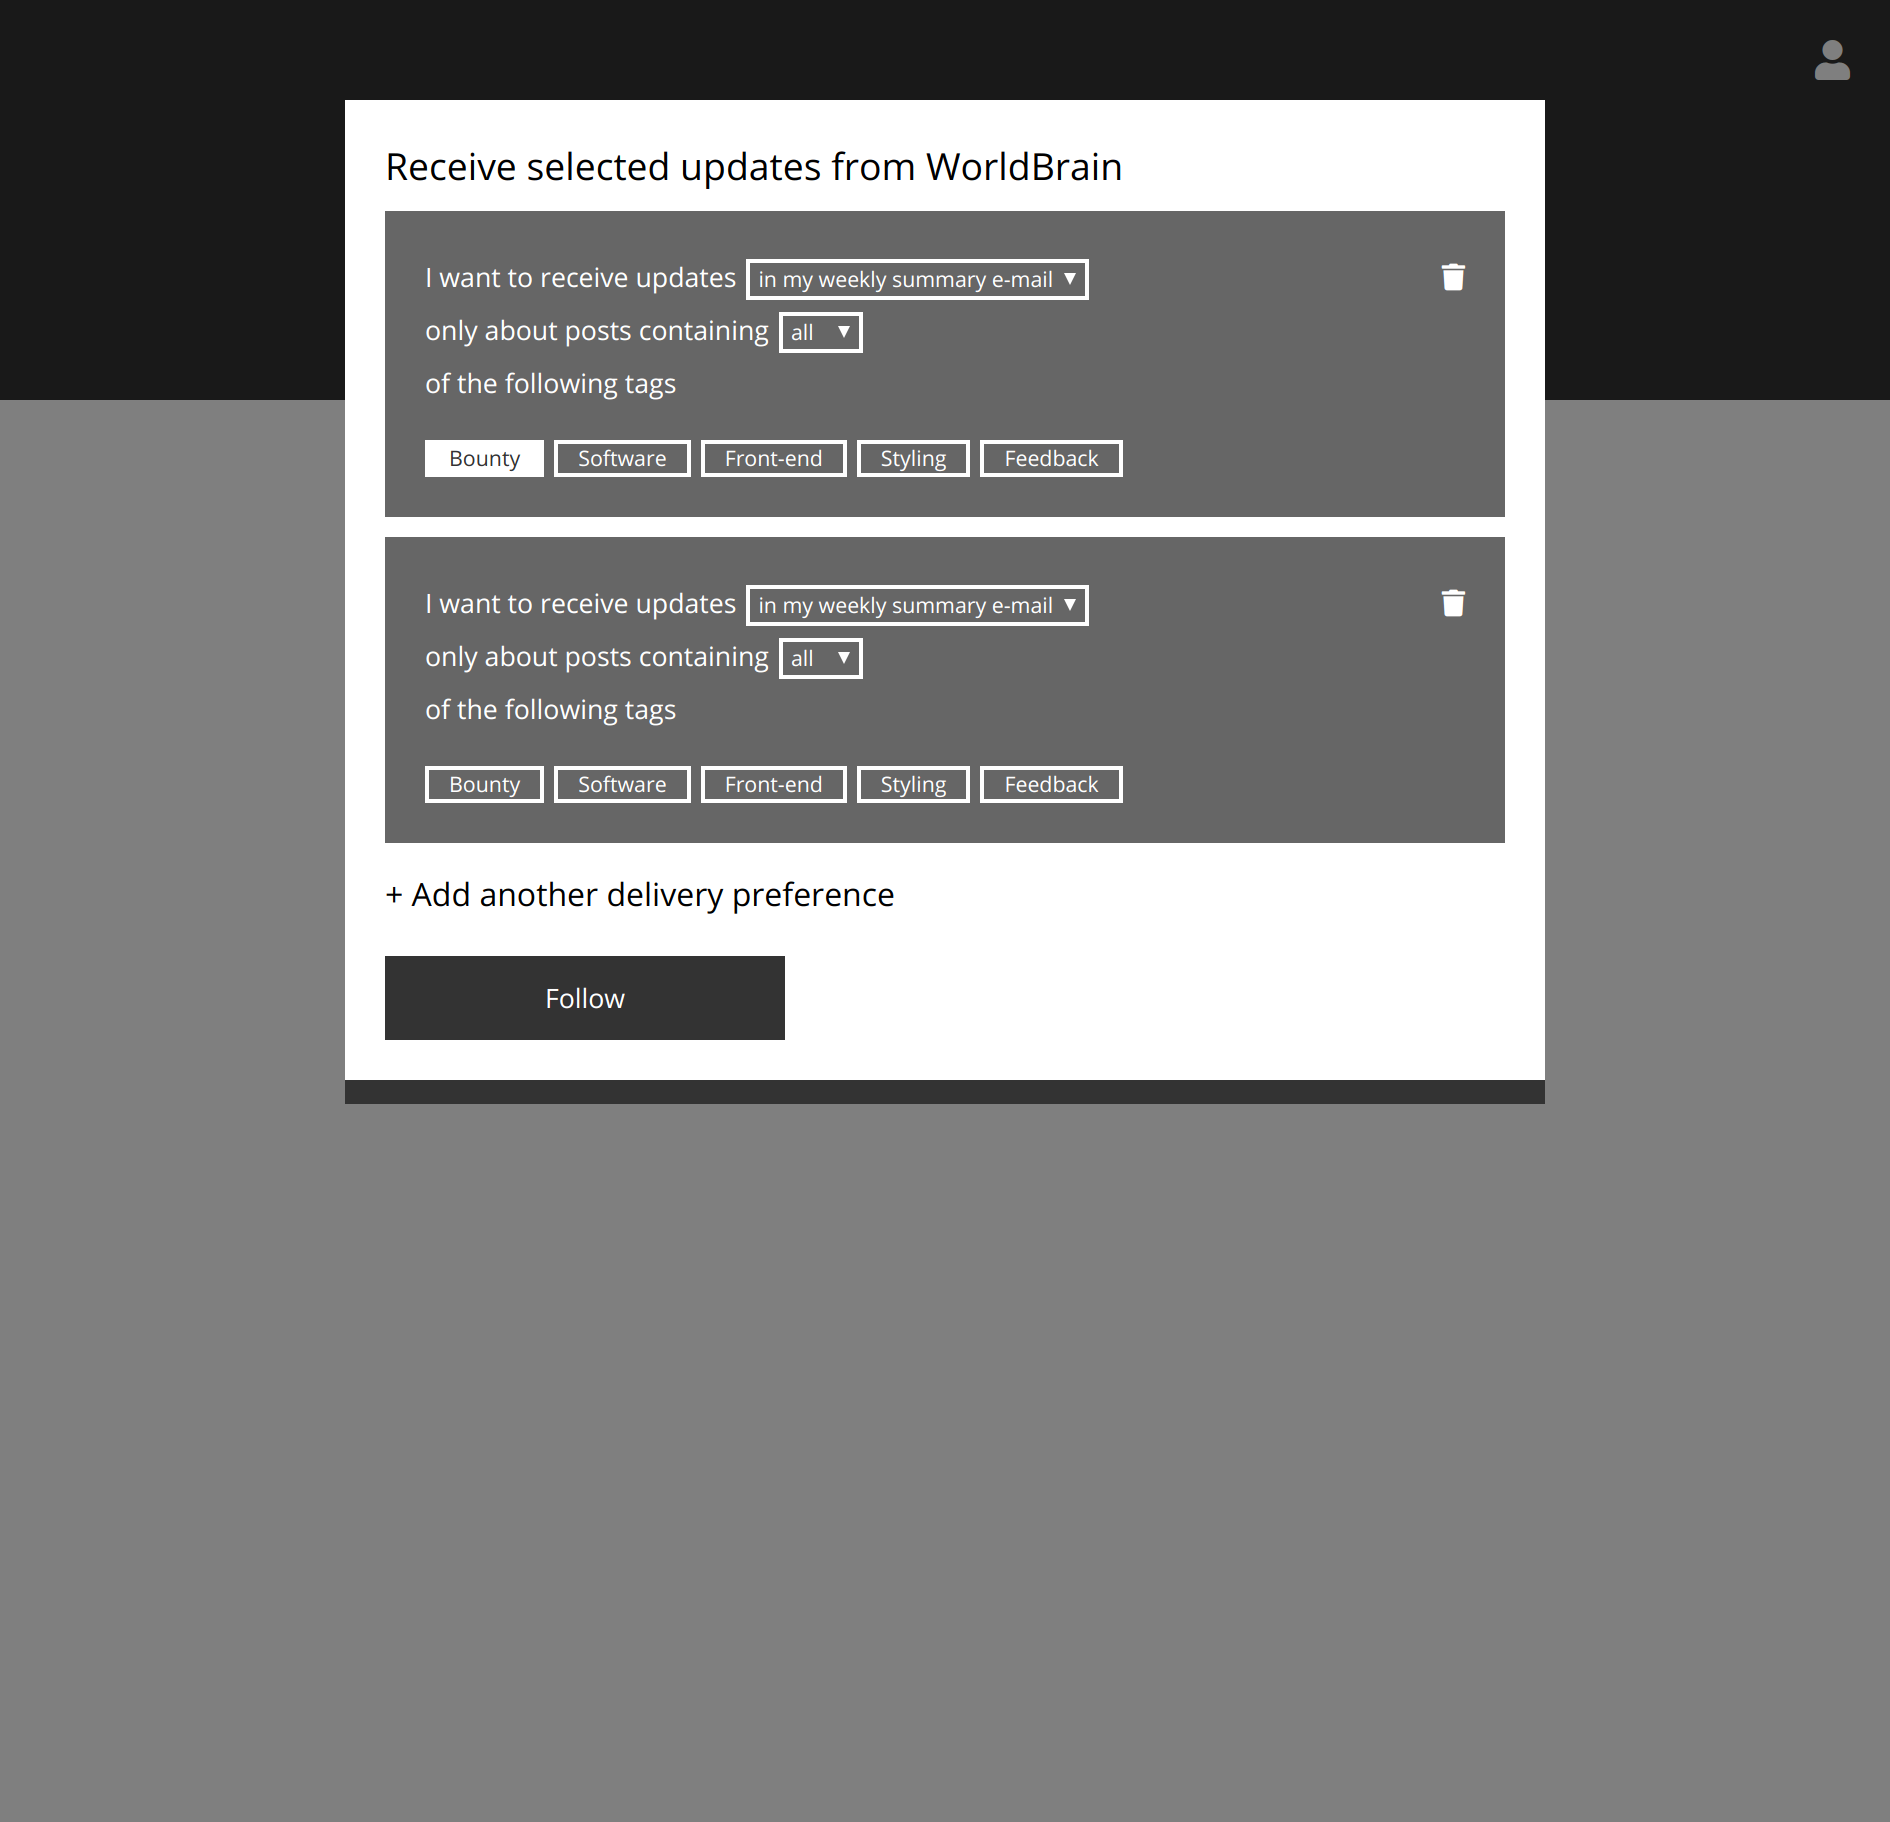 Receive selected updates from WorldBrain
I want to receive updates in my weekly summary e-mail ▼
only about posts containing all ▼
of the following tags
Bounty Software Front-end Styling Feedback
I want to receive updates in my weekly summary e-mail ▼
only about posts containing all ▼
of the following tags
Bounty Software Front-end Styling Feedback
+ Add another delivery preference
Follow